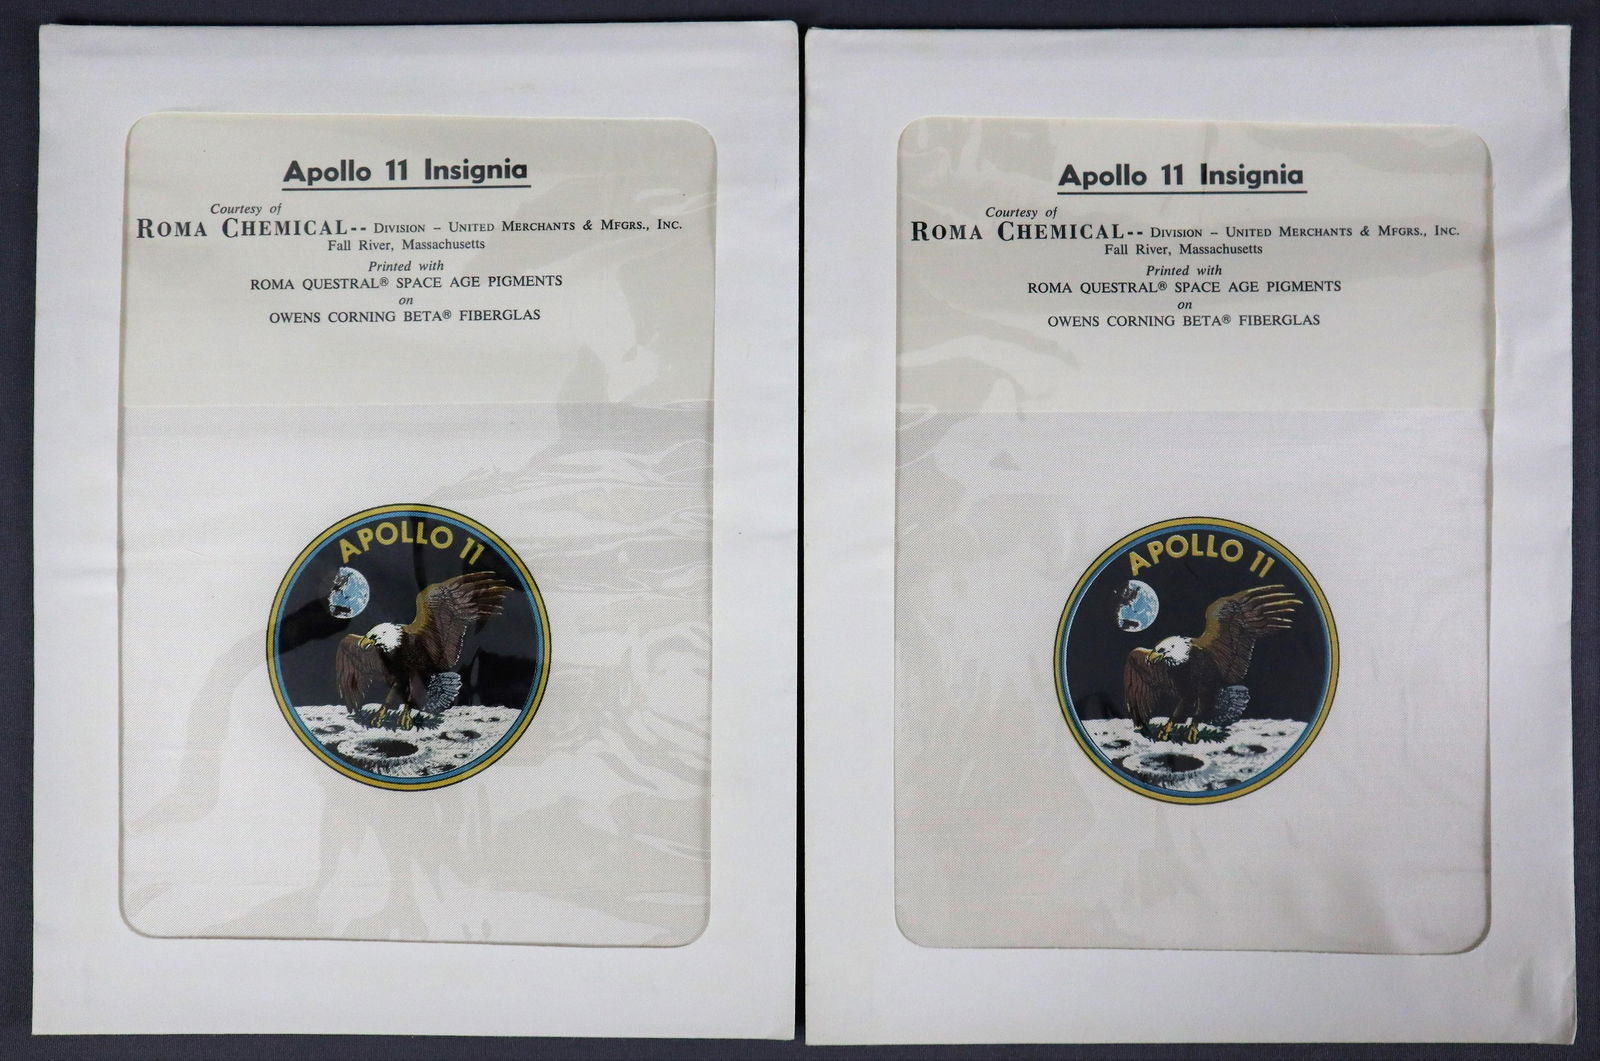 Apollo 11 Insignia
Courtesy of
ROMA CHEMICAL-- DIVISION – UNITED MERCHANTS & MFGRS., INC.
Fall River, Massachusetts
Printed with
ROMA QUESTRAL® SPACE AGE PIGMENTS
on
OWENS CORNING BETA® FIBERGLAS
APOLLO 11
Apollo 11 Insignia
Courtesy of
ROMA CHEMICAL-- DIVISION – UNITED MERCHANTS & MFGRS., INC.
Fall River, Massachusetts
Printed with
ROMA QUESTRAL® SPACE AGE PIGMENTS
on
OWENS CORNING BETA® FIBERGLAS
APOLLO 11